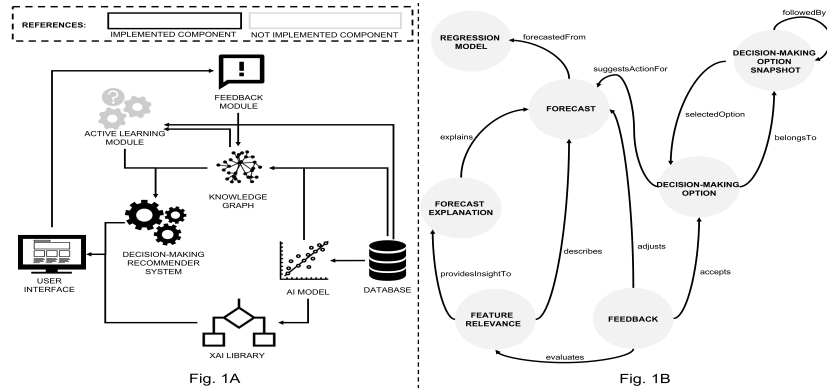 REFERENCES:
IMPLEMENTED COMPONENT
NOT IMPLEMENTED COMPONENT
FEEDBACK
MODULE
ACTIVE LEARNING
MODULE
KNOWLEDGE
GRAPH
DECISION-MAKING
RECOMMENDER
SYSTEM
USER
INTERFACE
AI MODEL
DATABASE
XAI LIBRARY
Fig. 1A
followedBy
REGRESSION
MODEL
forecastedFrom
DECISION-MAKING
OPTION
SNAPSHOT
suggestsActionFor
FORECAST
selectedOption
explains
belongsTo
FORECAST
EXPLANATION
DECISION-MAKING
OPTION
describes
adjusts
providesInsightTo
accepts
FEATURE
RELEVANCE
FEEDBACK
evaluates
Fig. 1B